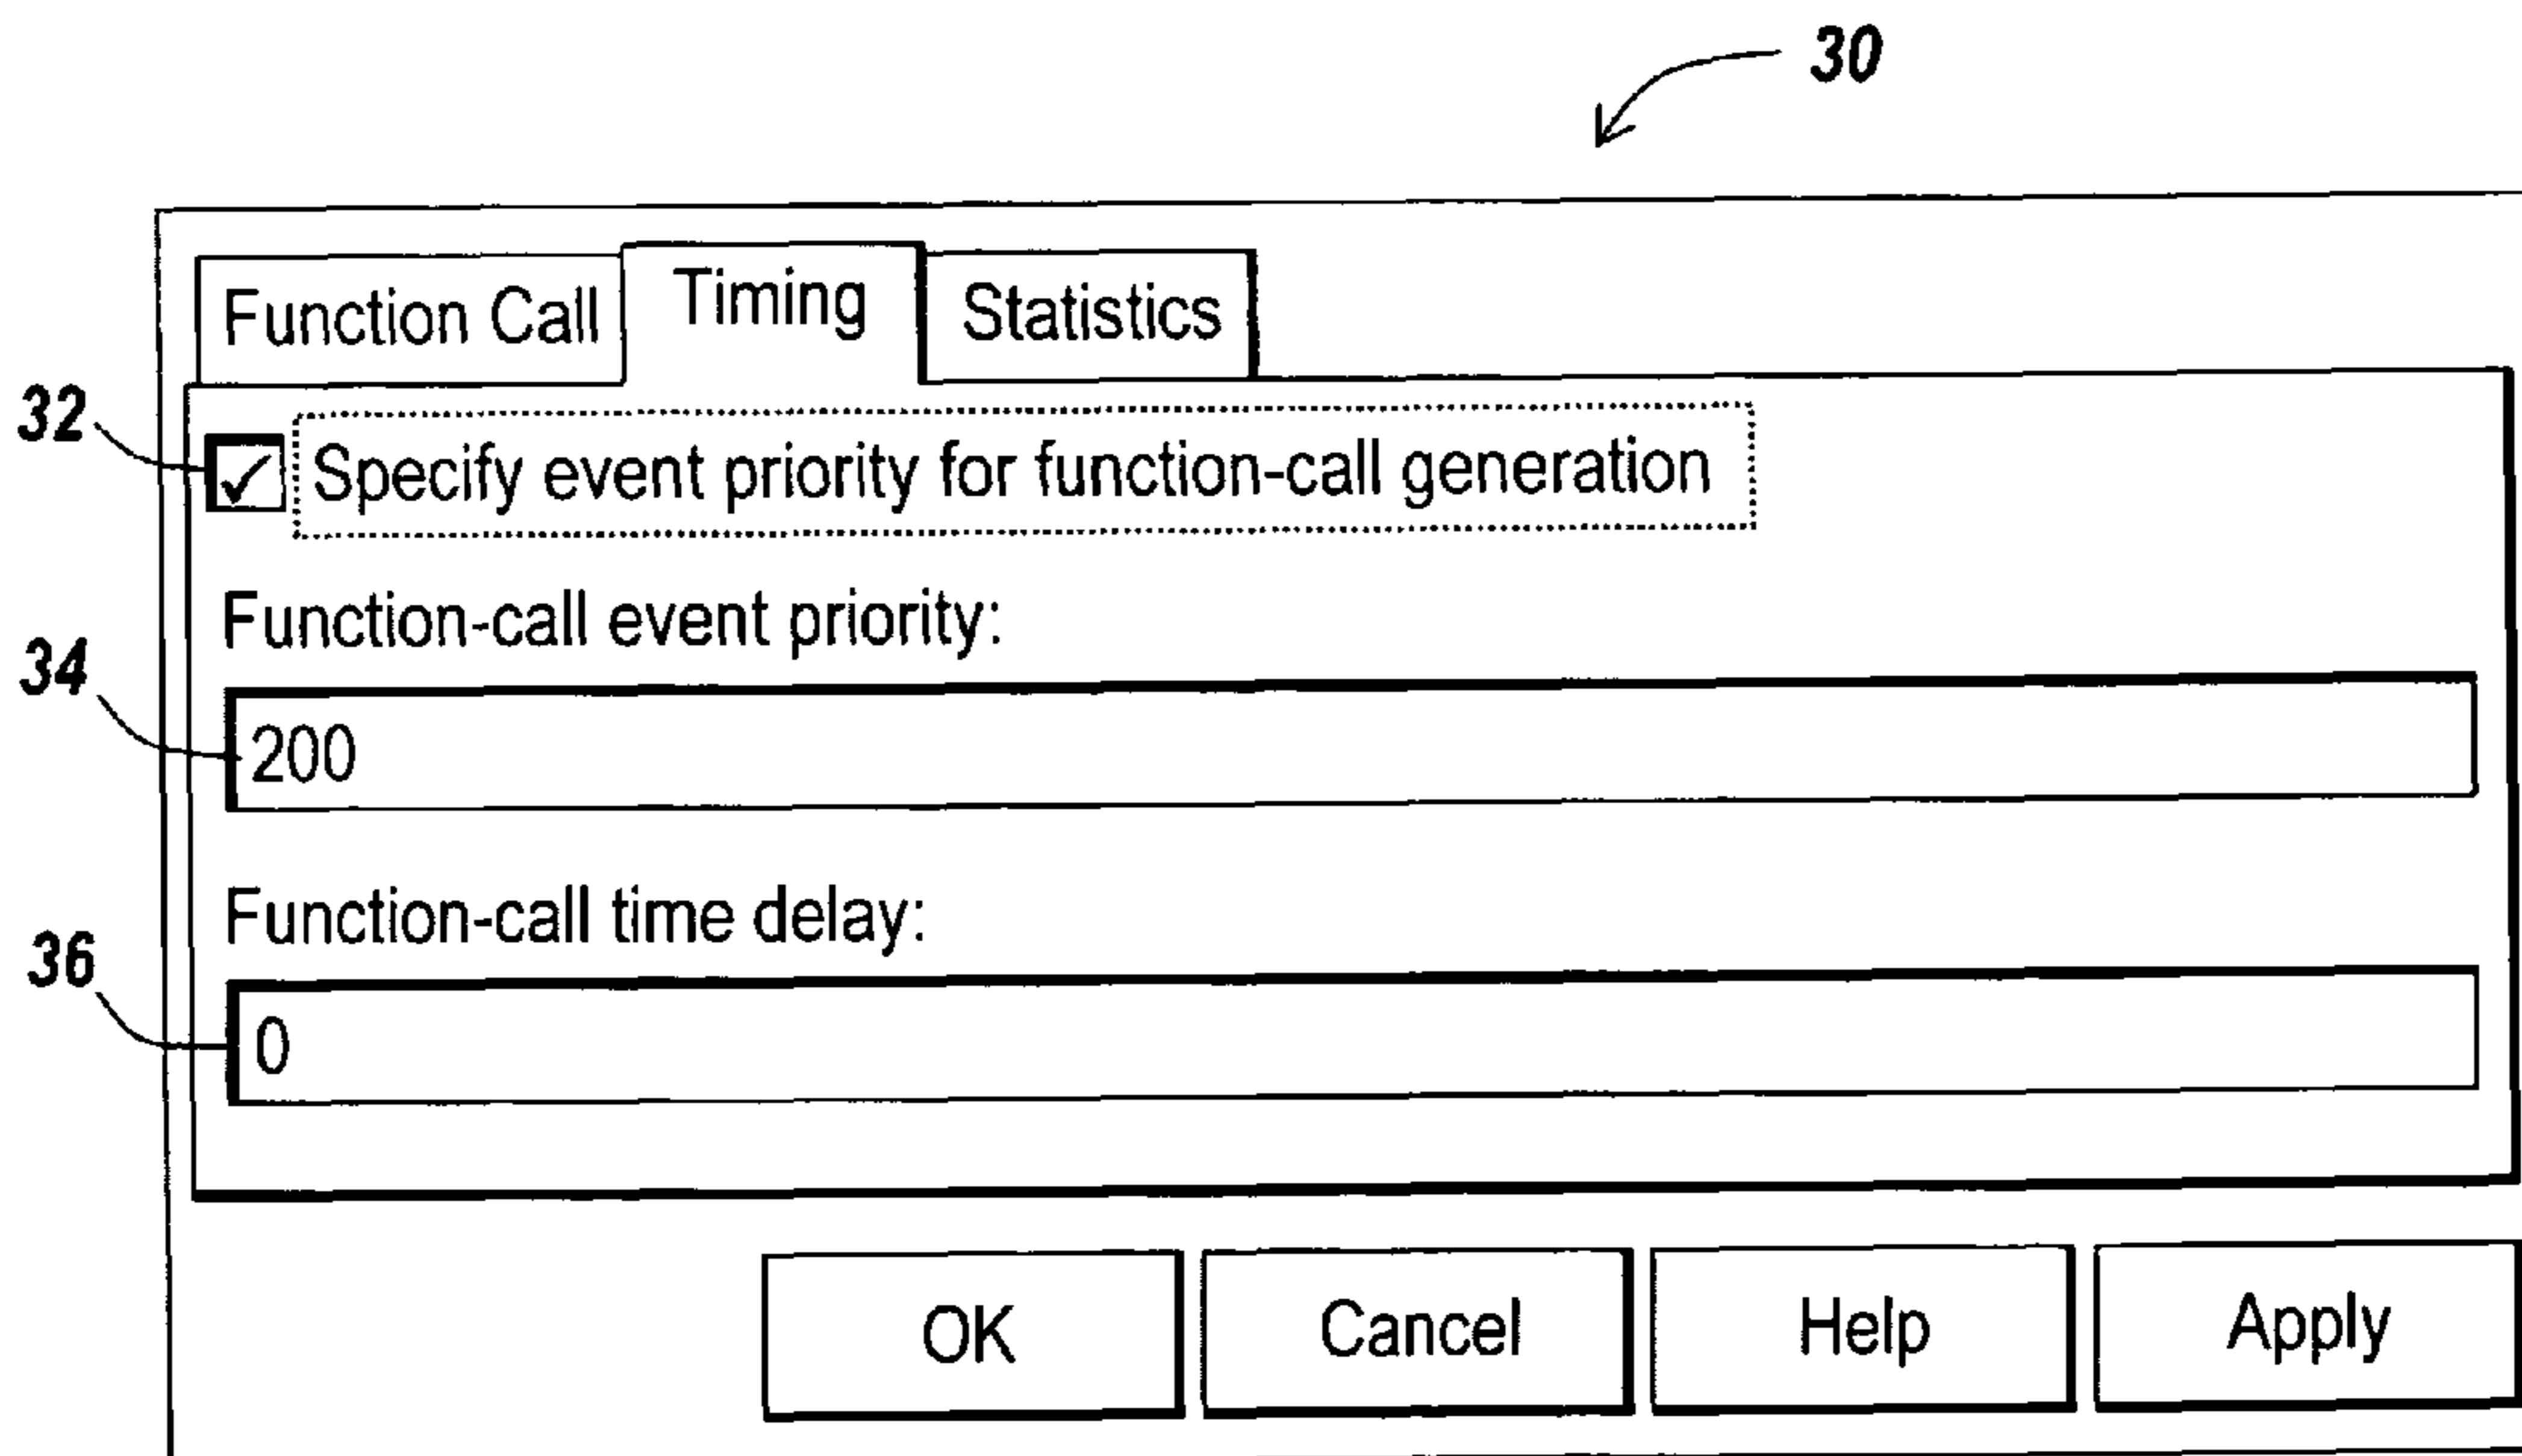 30
Function Call Timing Statistics
32 Specify event priority for function-call generation
Function-call event priority:
34 200
Function-call time delay:
36 0
OK Cancel Help Apply